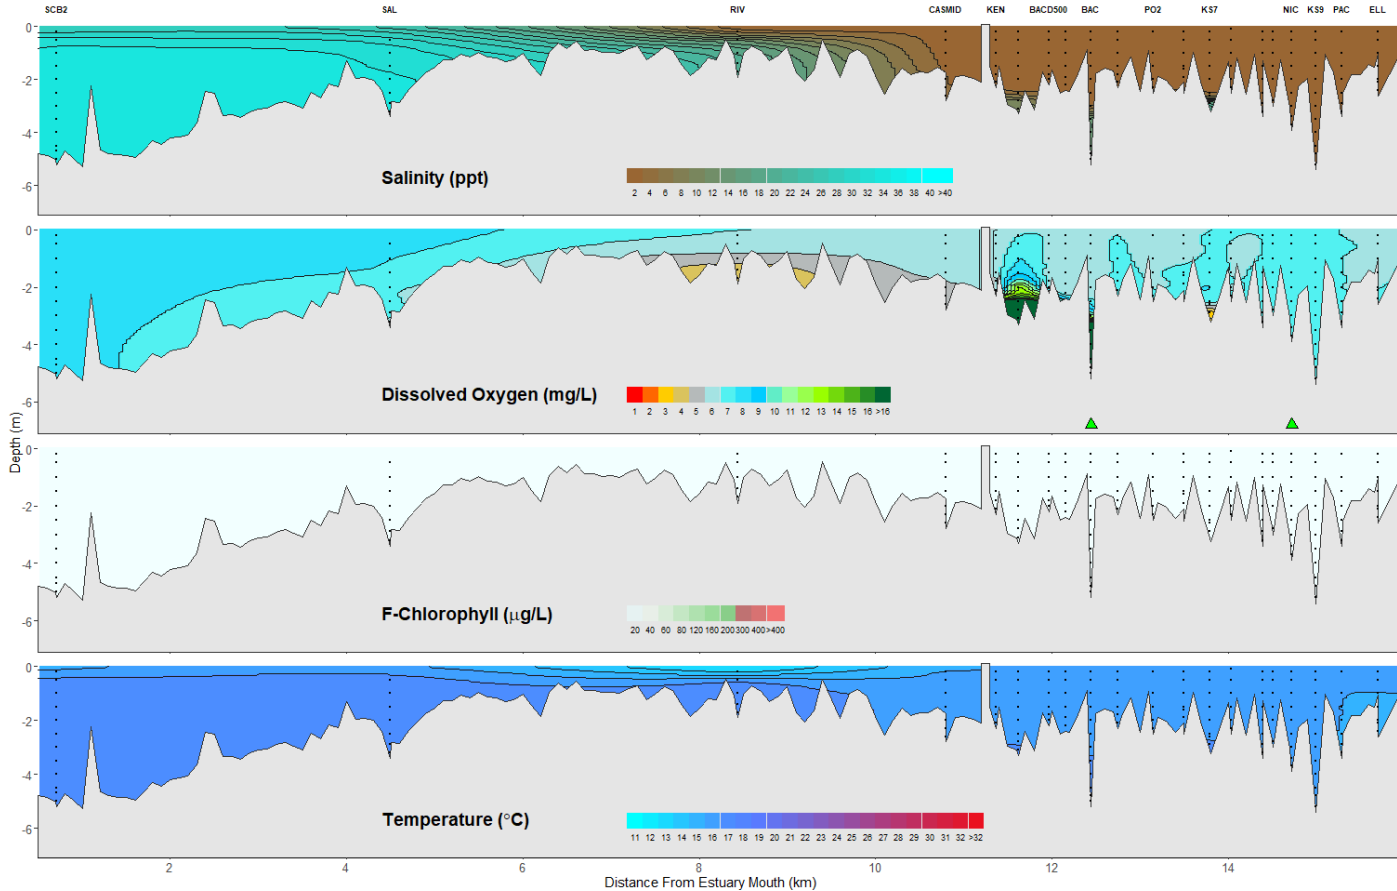 SCB2 SAL RIV CASMID KEN BACD500 BAC PO2 KS7 NIC KS9 PAC ELL
0
-2
-4
-6
Salinity (ppt)
2 4 6 8 10 12 14 16 18 20 22 24 26 28 30 32 34 36 38 40 >40
0
-2
-4
-6
Dissolved Oxygen (mg/L)
1 2 3 4 5 6 7 8 9 10 11 12 13 14 15 16 >16
Depth (m)
0
-2
-4
-6
F-Chlorophyll (μg/L)
20 40 60 80 120 160 200 300 400 >400
0
-2
-4
-6
Temperature (°C)
11 12 13 14 15 16 17 18 19 20 21 22 23 24 25 26 27 28 29 30 31 32 >32
2 4 6 8 10 12 14
Distance From Estuary Mouth (km)